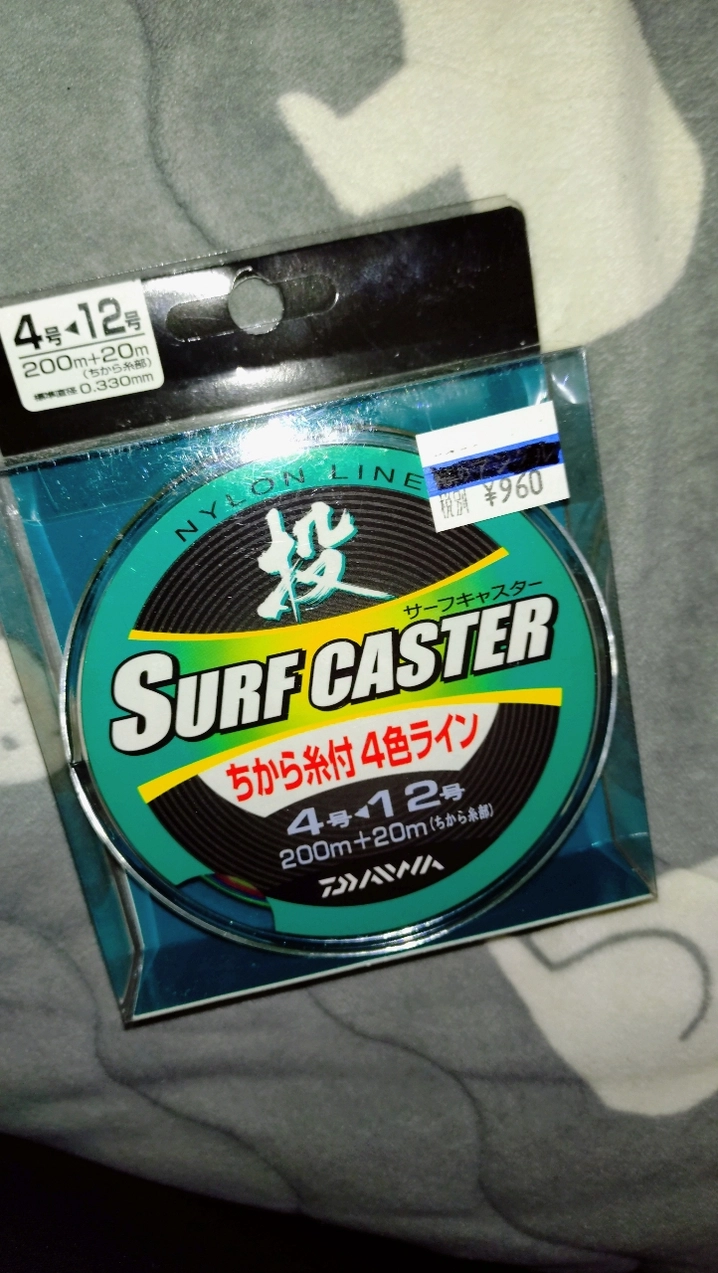 4号◀12号
200m+20m
(ちから糸部)
標準直径 0.330mm
税別 ¥960
NYLON LINE
投
サーフキャスター
SURF CASTER
ちから糸付 4色ライン
4号◀12号
200m+20m(ちから糸部)
DAIWA